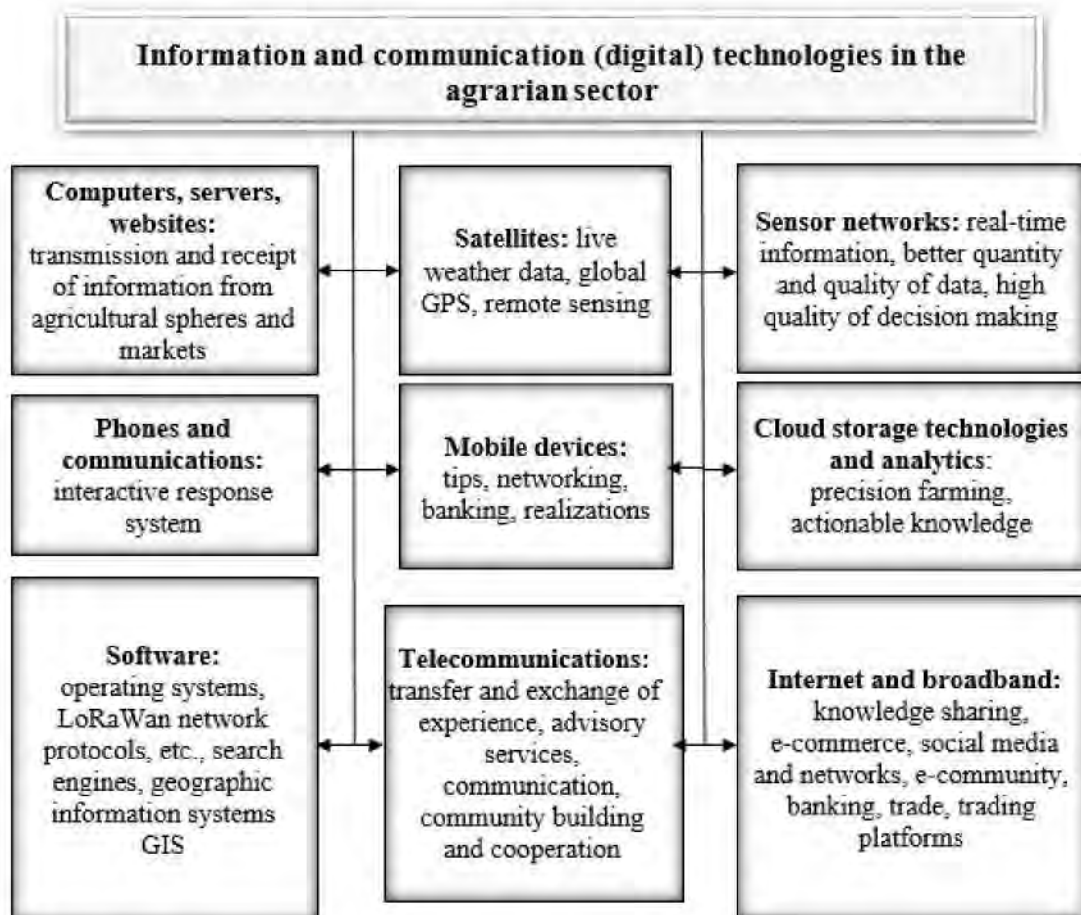 Information and communication (digital) technologies in the
agrarian sector
Computers, servers,
websites:
transmission and receipt
of information from
agricultural spheres and
markets
Satellites: live
weather data, global
GPS, remote sensing
Sensor networks: real-time
information, better quantity
and quality of data, high
quality of decision making
Phones and
communications:
interactive response
system
Mobile devices:
tips, networking,
banking, realizations
Cloud storage technologies
and analytics:
precision farming,
actionable knowledge
Software:
operating systems,
LoRaWan network
protocols, etc., search
engines, geographic
information systems
GIS
Telecommunications:
transfer and exchange of
experience, advisory
services,
communication,
community building
and cooperation
Internet and broadband:
knowledge sharing,
e-commerce, social media
and networks, e-community,
banking, trade, trading
platforms